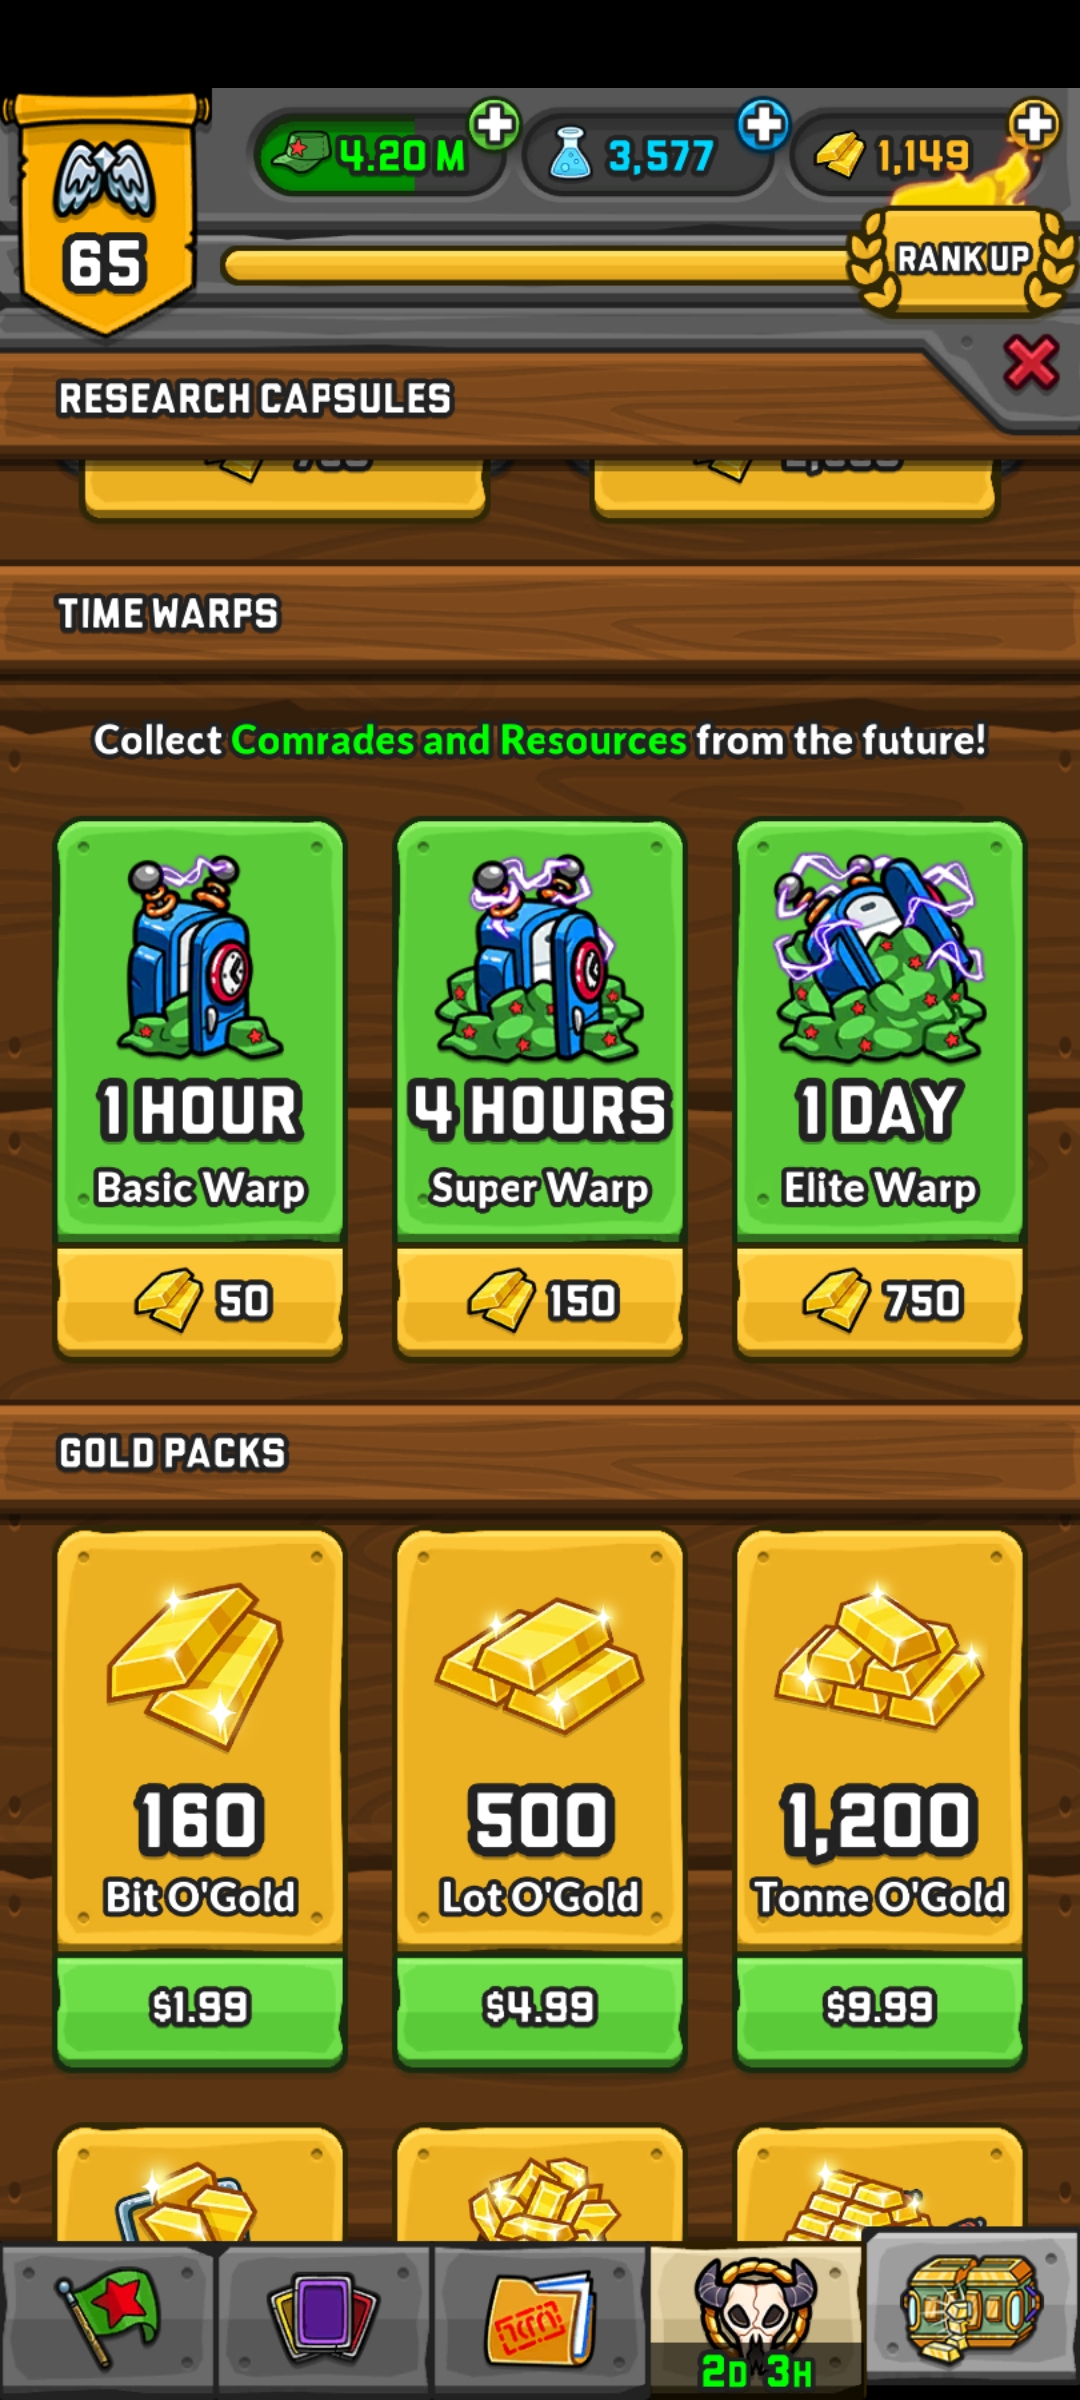 4.20 M
3,577
1,149
65
RANK UP
RESEARCH CAPSULES
TIME WARPS
Collect Comrades and Resources from the future!
1 HOUR
Basic Warp
50
4 HOURS
Super Warp
150
1 DAY
Elite Warp
750
GOLD PACKS
160
Bit O'Gold
$1.99
500
Lot O'Gold
$4.99
1,200
Tonne O'Gold
$9.99
2D 3H